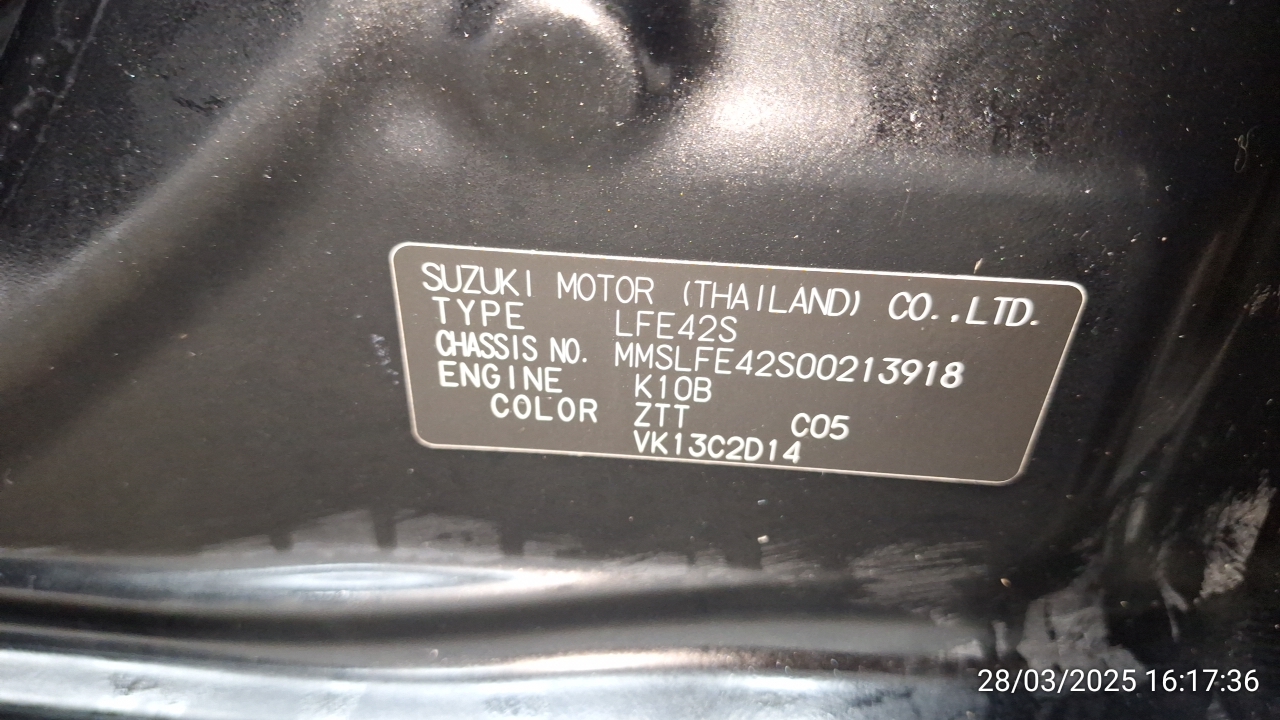 SUZUKI MOTOR (THAILAND) CO.,LTD.
TYPE LFE42S
CHASSIS NO. MMSLFE42S00213918
ENGINE K10B
COLOR ZTT C05
VK13C2D14
28/03/2025 16:17:36